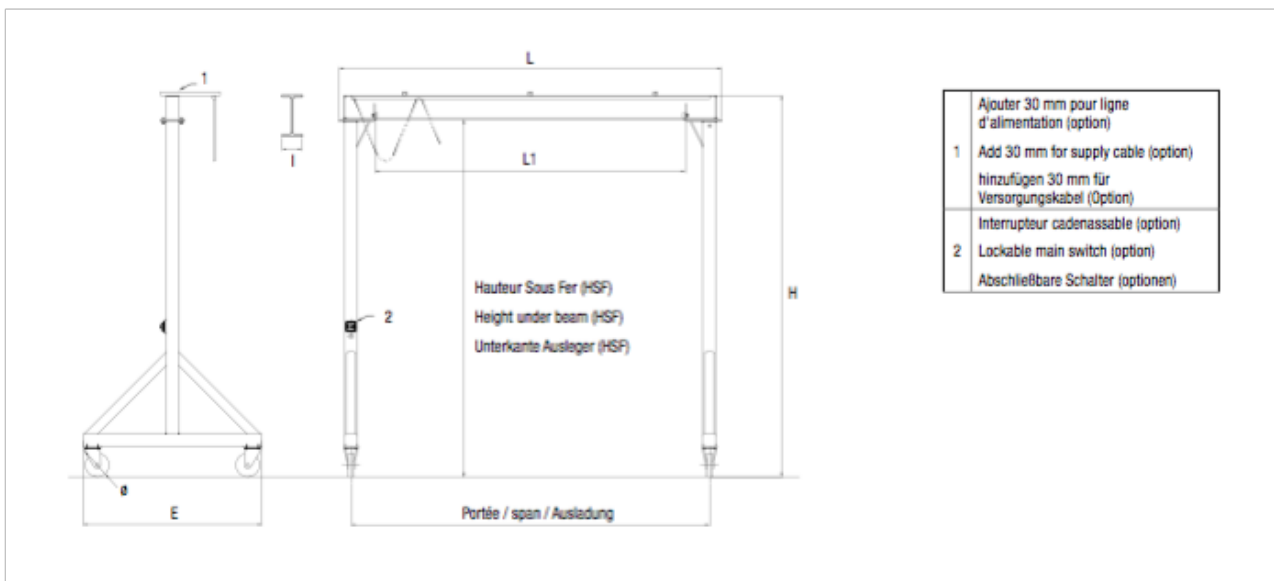 L
1
I
L1
Hauteur Sous Fer (HSF)
Height under beam (HSF)
Unterkante Ausleger (HSF)
H
2
ø
E
Portée / span / Ausladung
1
Ajouter 30 mm pour ligne
d'alimentation (option)
Add 30 mm for supply cable (option)
hinzufügen 30 mm für
Versorgungskabel (Option)
2
Interrupteur cadenassable (option)
Lockable main switch (option)
Abschließbare Schalter (optionen)